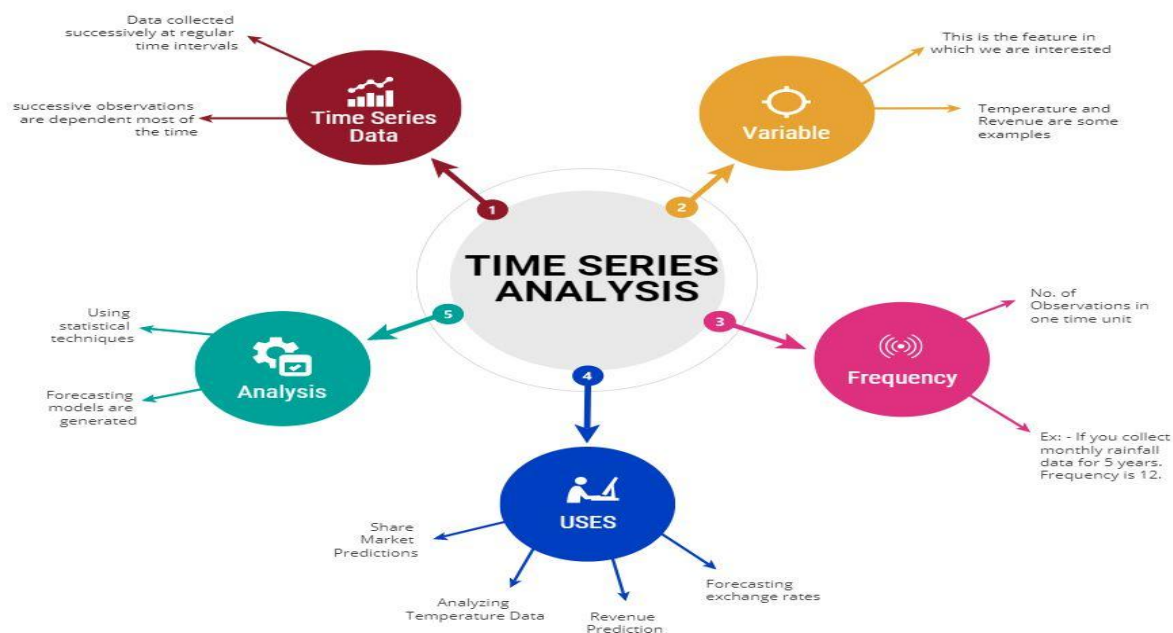 TIME SERIES
ANALYSIS
1
Time Series
Data
Data collected
successively at regular
time intervals
successive observations
are dependent most of
the time
2
Variable
This is the feature in
which we are interested
Temperature and
Revenue are some
examples
3
Frequency
No. of
Observations in
one time unit
Ex: - If you collect
monthly rainfall
data for 5 years.
Frequency is 12.
4
USES
Share
Market
Predictions
Analyzing
Temperature Data
Revenue
Prediction
Forecasting
exchange rates
5
Analysis
Using
statistical
techniques
Forecasting
models are
generated